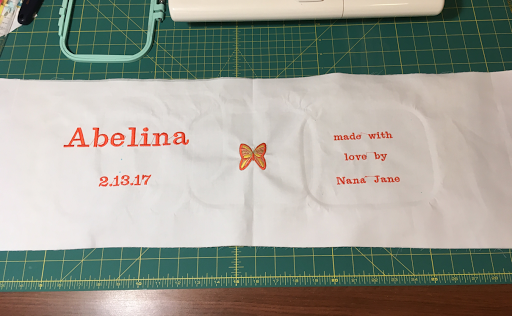 Abelina
2.13.17
made with
love by
Nana Jane